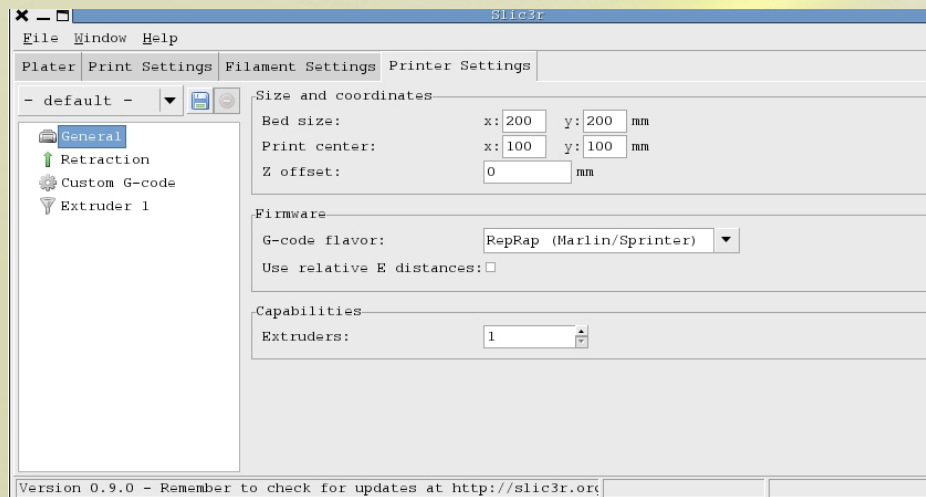 Slic3r
File Window Help
Plater Print Settings Filament Settings Printer Settings
- default -
General
Retraction
Custom G-code
Extruder 1
Size and coordinates
Bed size: x: 200 y: 200 mm
Print center: x: 100 y: 100 mm
Z offset: 0 mm
Firmware
G-code flavor: RepRap (Marlin/Sprinter)
Use relative E distances:
Capabilities
Extruders: 1
Version 0.9.0 - Remember to check for updates at http://slic3r.org